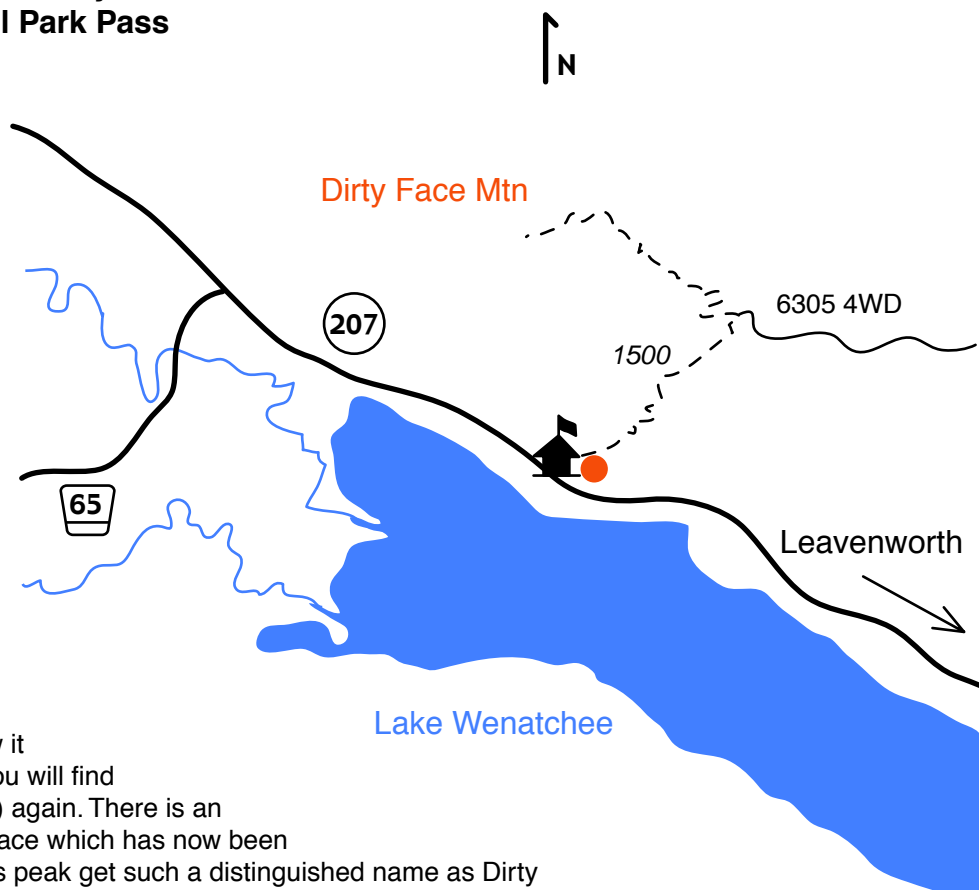 l Park Pass
N
Dirty Face Mtn
207
6305 4WD
1500
65
Leavenworth
Lake Wenatchee
it
ou will find
) again. There is an
ace which has now been
s peak get such a distinguished name as Dirty